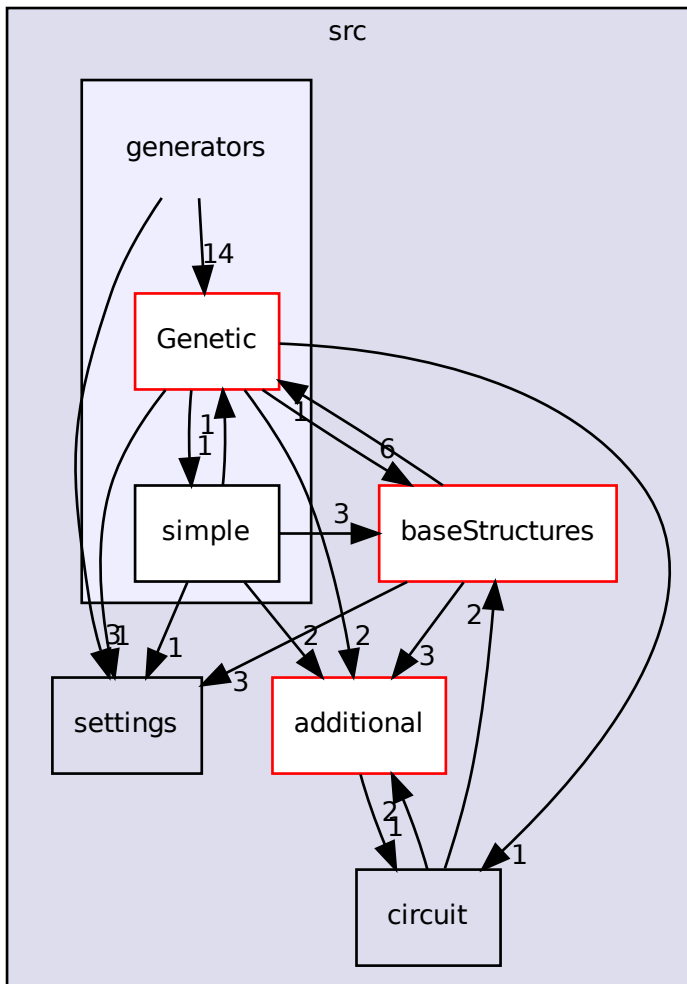 src
generators
14
Genetic
1
6
1
1
simple
3
baseStructures
2
3
1
1
2
2
3
3
settings
additional
2
1
1
circuit